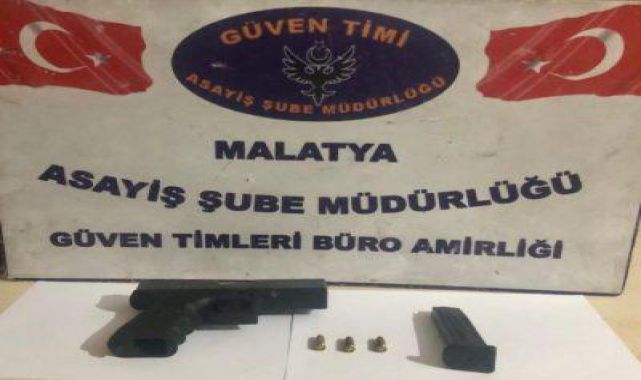 GÜVEN TİMİ
ASAYİŞ ŞUBE MÜDÜRLÜĞÜ
MALATYA
ASAYİŞ ŞUBE MÜDÜRLÜĞÜ
GÜVEN TİMLERİ BÜRO AMİRLİĞİ